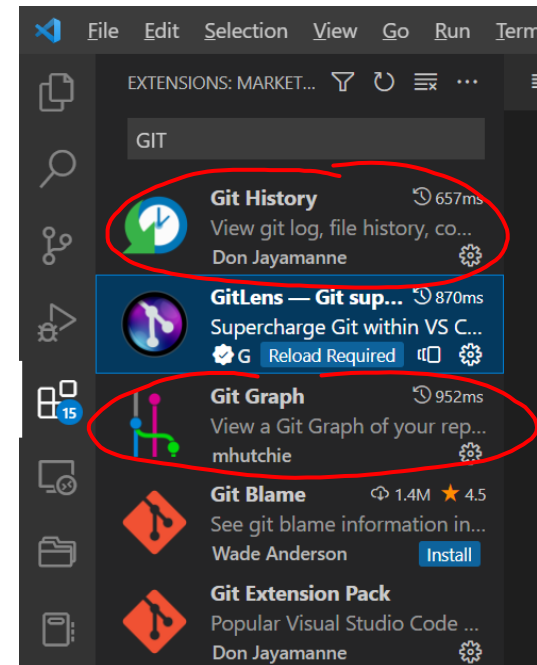 File Edit Selection View Go Run Term
EXTENSIONS: MARKET... ...
GIT
Git History 657ms
View git log, file history, co...
Don Jayamanne
GitLens — Git sup... 870ms
Supercharge Git within VS C...
G Reload Required
Git Graph 952ms
View a Git Graph of your rep...
mhutchie
15
Git Blame 1.4M 4.5
See git blame information in...
Wade Anderson Install
Git Extension Pack
Popular Visual Studio Code ...
Don Jayamanne